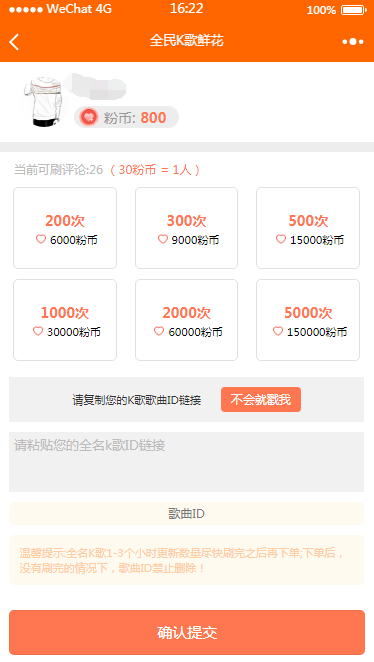 WeChat 4G 16:22 100%
全民K歌鲜花
粉币: 800
当前可刷评论:26 （30粉币 = 1人）
200次 300次 500次
6000粉币 9000粉币 15000粉币
1000次 2000次 5000次
30000粉币 60000粉币 150000粉币
请复制您的K歌歌曲ID链接 不会就戳我
请粘贴您的全名k歌ID链接
歌曲ID
温馨提示:全名K歌1-3个小时更新数量尽快刷完之后再下单;下单后，
没有刷完的情况下，歌曲ID禁止删除！
确认提交